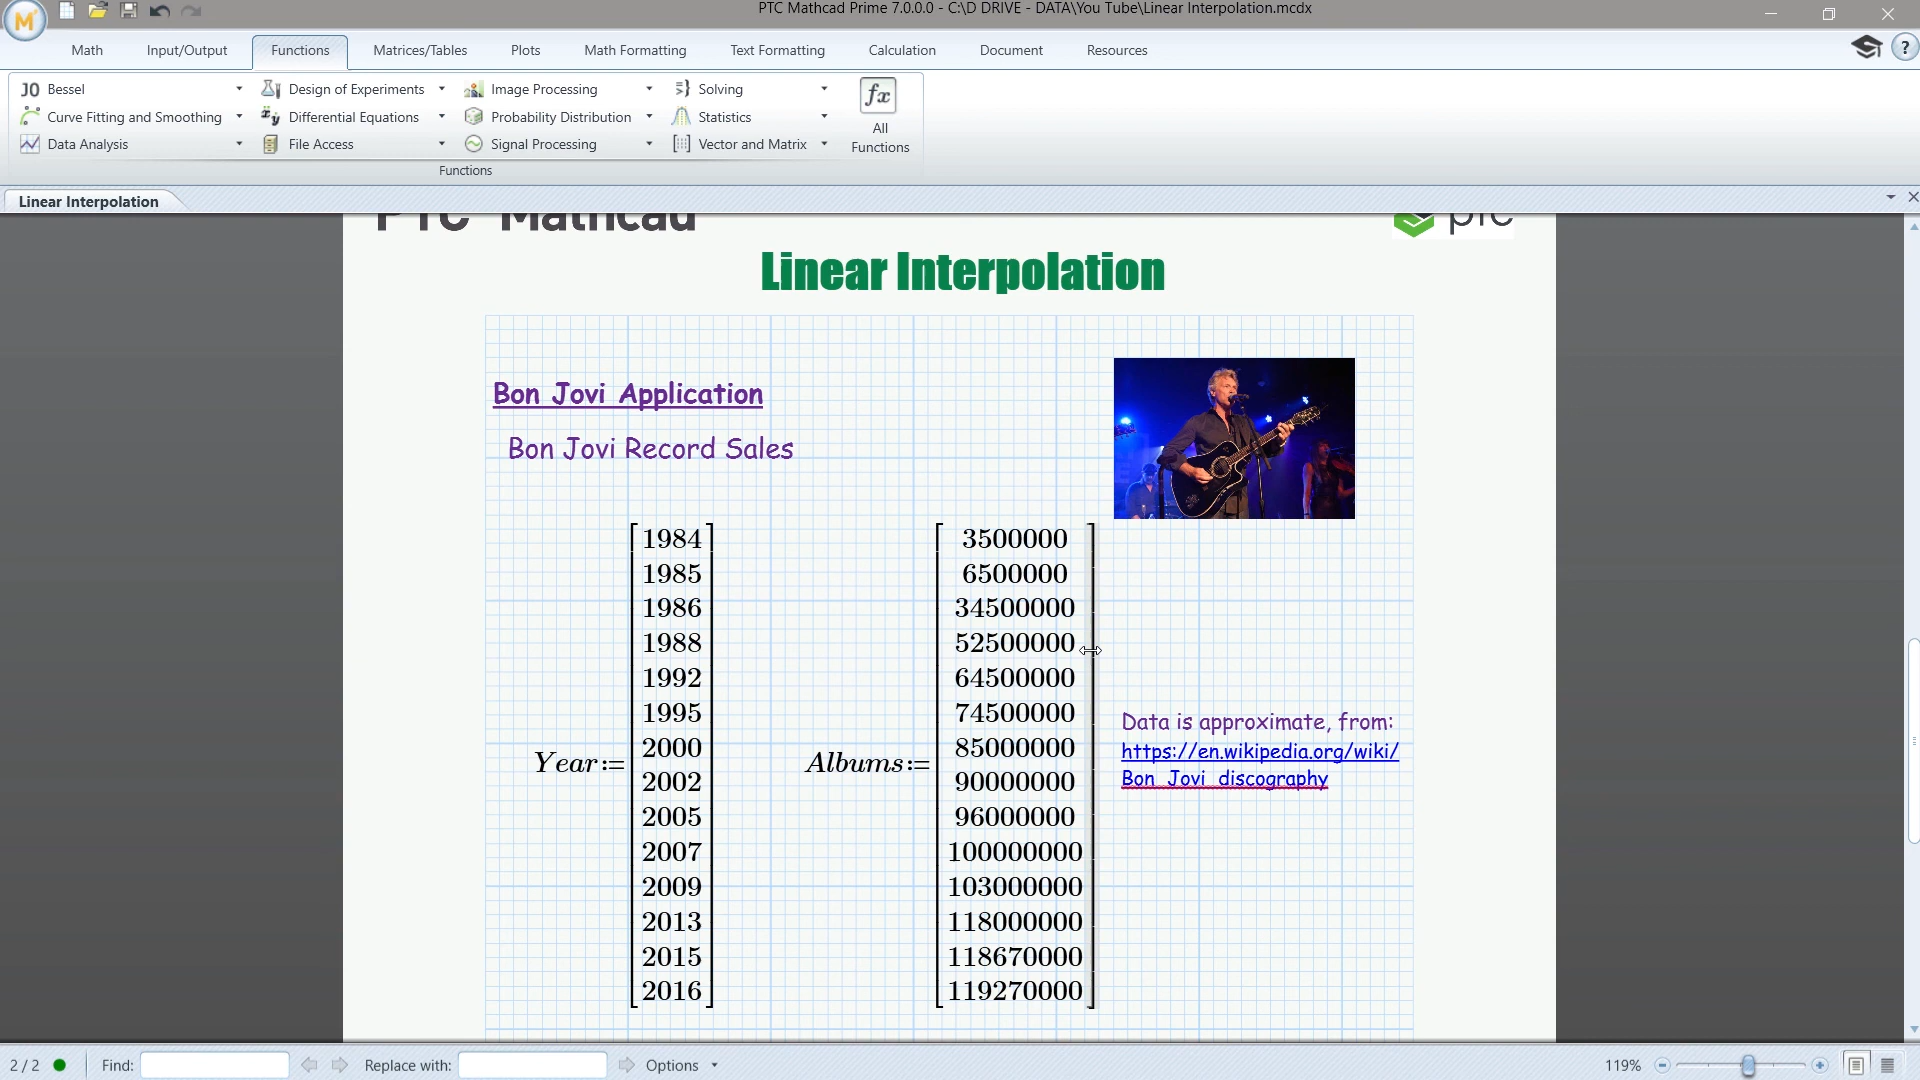 PTC Mathcad Prime 7.0.0.0 - C:\D DRIVE - DATA\You Tube\Linear Interpolation.mcdx
Math Input/Output Functions Matrices/Tables Plots Math Formatting Text Formatting Calculation Document Resources
Bessel Design of Experiments Image Processing Solving
Curve Fitting and Smoothing Differential Equations Probability Distribution Statistics
Data Analysis File Access Signal Processing Vector and Matrix
fx
All
Functions
Functions
Linear Interpolation
PTC Mathcad ptc
Linear Interpolation
Bon Jovi Application
Bon Jovi Record Sales
Year:=
1984
1985
1986
1988
1992
1995
2000
2002
2005
2007
2009
2013
2015
2016
Albums:=
3500000
6500000
34500000
52500000
64500000
74500000
85000000
90000000
96000000
100000000
103000000
118000000
118670000
119270000
Data is approximate, from:
https://en.wikipedia.org/wiki/
Bon_Jovi_discography
2 / 2 Find: Replace with: Options 119%